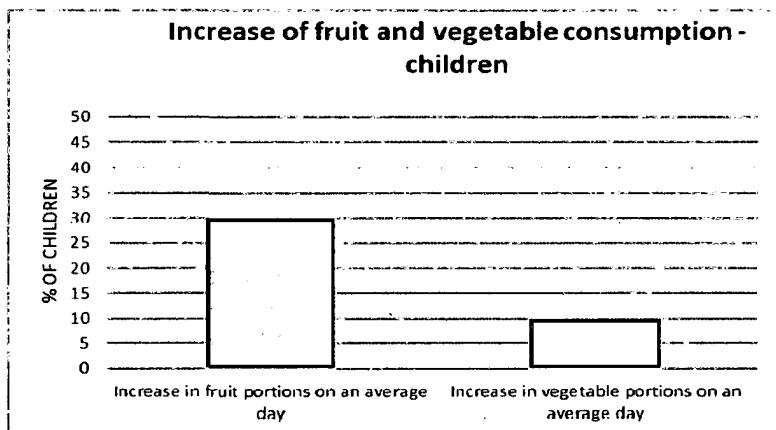 Increase of fruit and vegetable consumption -
children
50
45
40
35
30
25
20
15
10
5
0
% OF CHILDREN
Increase in fruit portions on an average
day
Increase in vegetable portions on an
average day